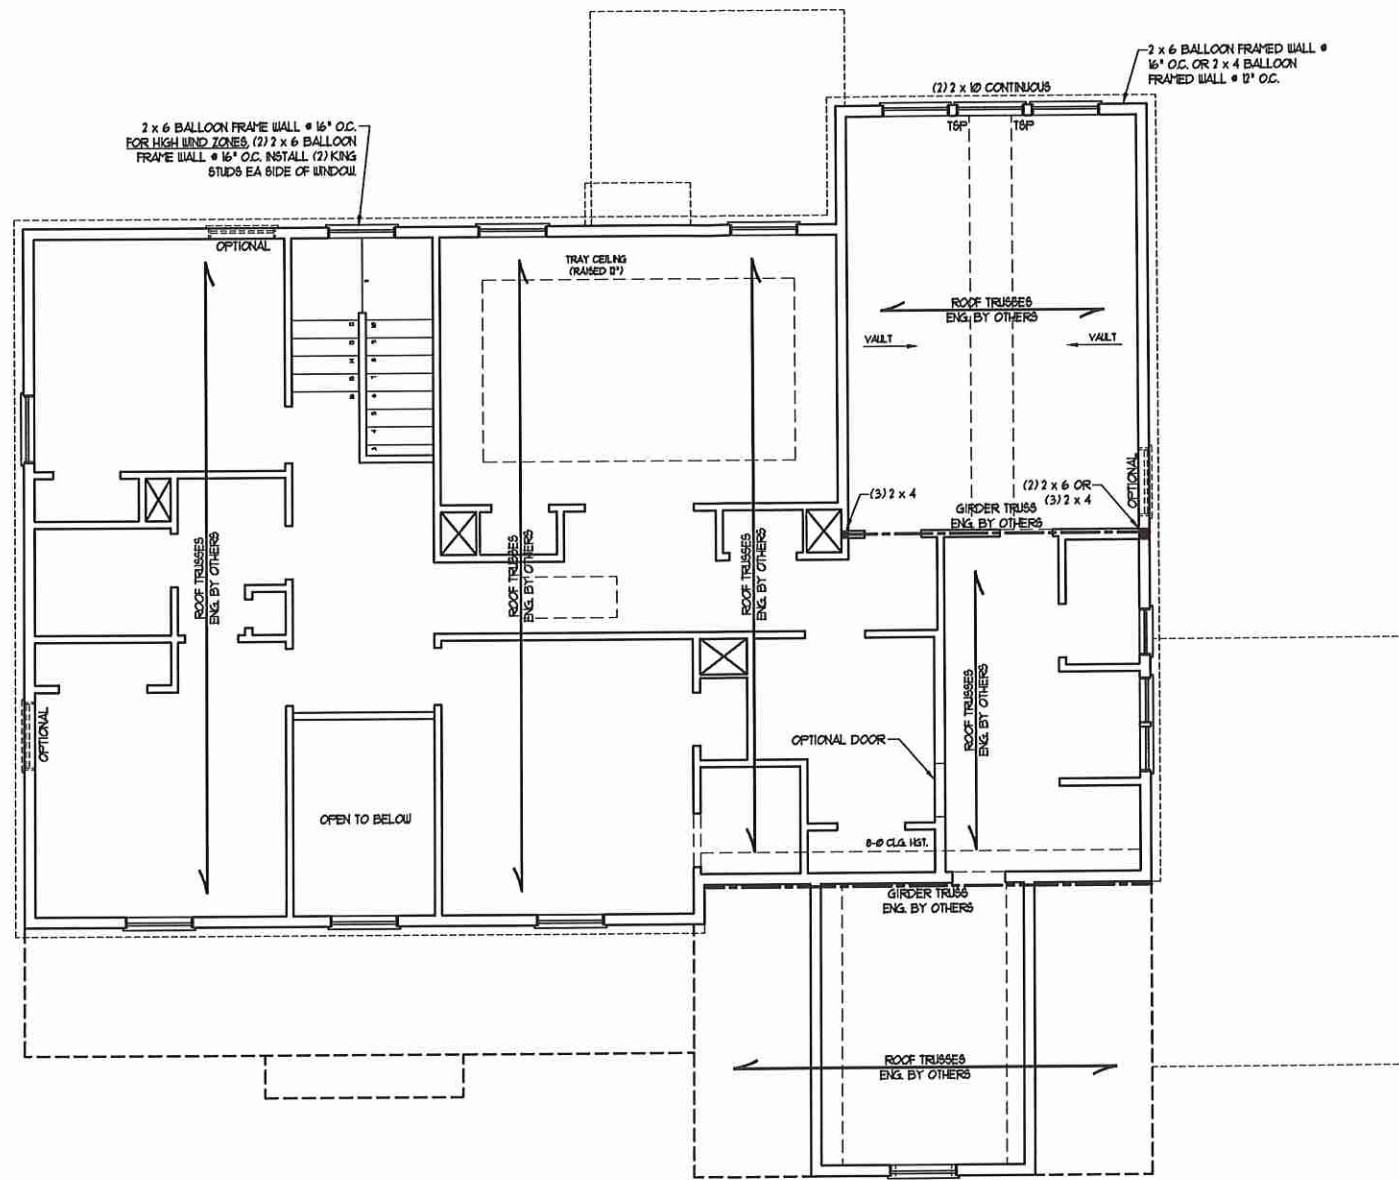 2 x 6 BALLOON FRAMED WALL @
16" O.C. OR 2 x 4 BALLOON
FRAMED WALL @ 12" O.C.
(2) 2 x 10 CONTINUOUS
TSP
TSP
2 x 6 BALLOON FRAME WALL @ 16" O.C.
FOR HIGH WIND ZONES, (2) 2 x 6 BALLOON
FRAME WALL @ 16" O.C. INSTALL (2) KING
STUDS EA SIDE OF WINDOW.
OPTIONAL
TRAY CEILING
(RAISED 12")
ROOF TRUSSES
ENG. BY OTHERS
VAULT
VAULT
OPTIONAL
(3) 2 x 4
(2) 2 x 6 OR
(3) 2 x 4
GIRDER TRUSS
ENG. BY OTHERS
ROOF TRUSSES
ENG. BY OTHERS
ROOF TRUSSES
ENG. BY OTHERS
ROOF TRUSSES
ENG. BY OTHERS
ROOF TRUSSES
ENG. BY OTHERS
OPTIONAL
OPTIONAL DOOR
OPEN TO BELOW
8-0 CLG. HGT.
GIRDER TRUSS
ENG. BY OTHERS
ROOF TRUSSES
ENG. BY OTHERS